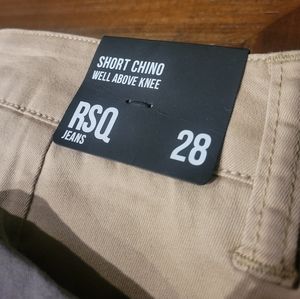 SHORT CHINO
WELL ABOVE KNEE
RSQ
JEANS
28